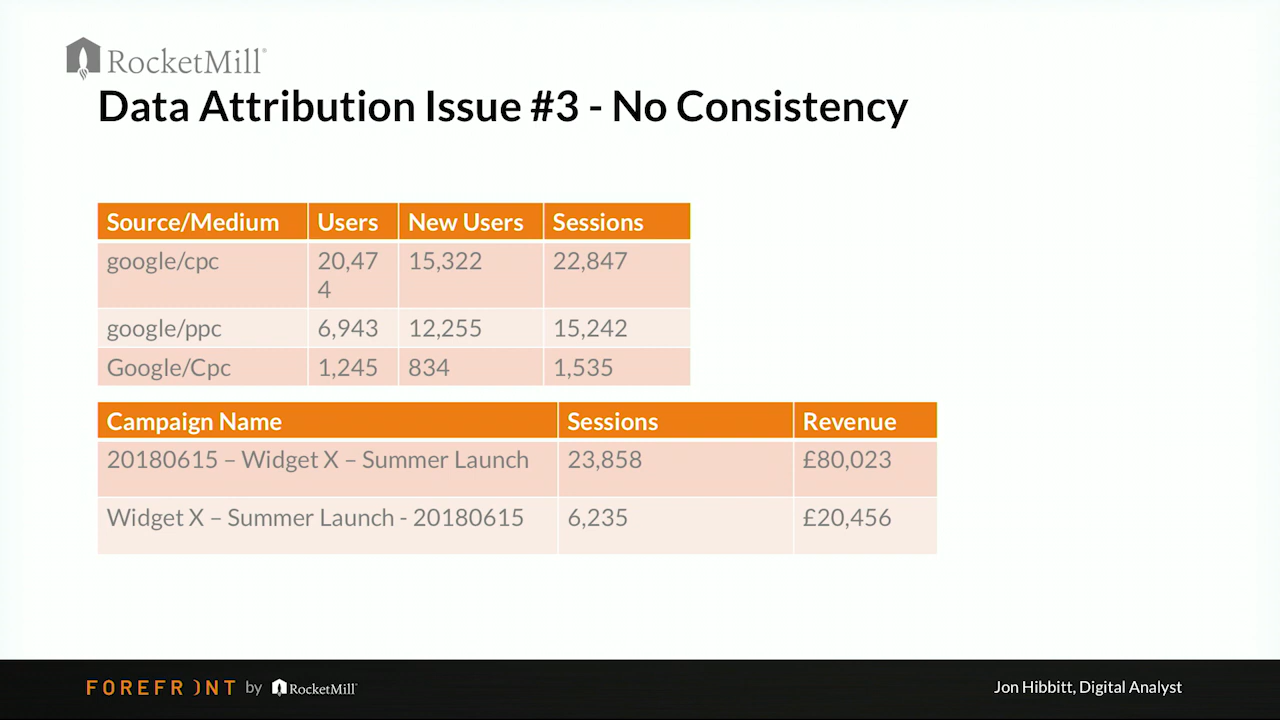 RocketMill
Data Attribution Issue #3 - No Consistency
Source/Medium Users New Users Sessions
google/cpc 20,47 15,322 22,847
4
google/ppc 6,943 12,255 15,242
Google/Cpc 1,245 834 1,535
Campaign Name Sessions Revenue
20180615 – Widget X – Summer Launch 23,858 £80,023
Widget X – Summer Launch - 20180615 6,235 £20,456
FOREFRONT by RocketMill Jon Hibbitt, Digital Analyst